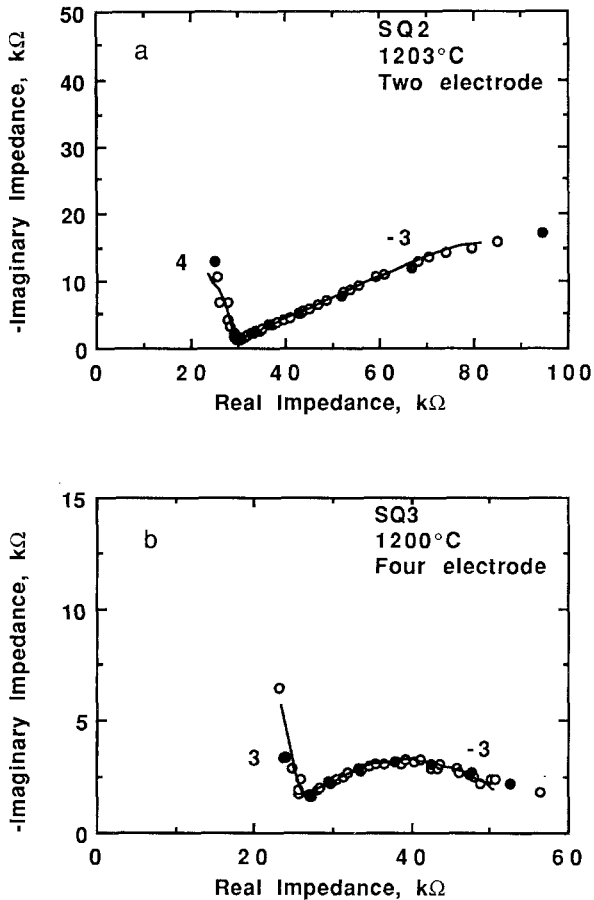 -Imaginary Impedance, kΩ
50
40
30
20
10
0
a
SQ2
1203°C
Two electrode
4
-3
0
20
40
60
80
100
Real Impedance, kΩ
-Imaginary Impedance, kΩ
15
10
5
0
b
SQ3
1200°C
Four electrode
3
-3
0
20
40
60
Real Impedance, kΩ